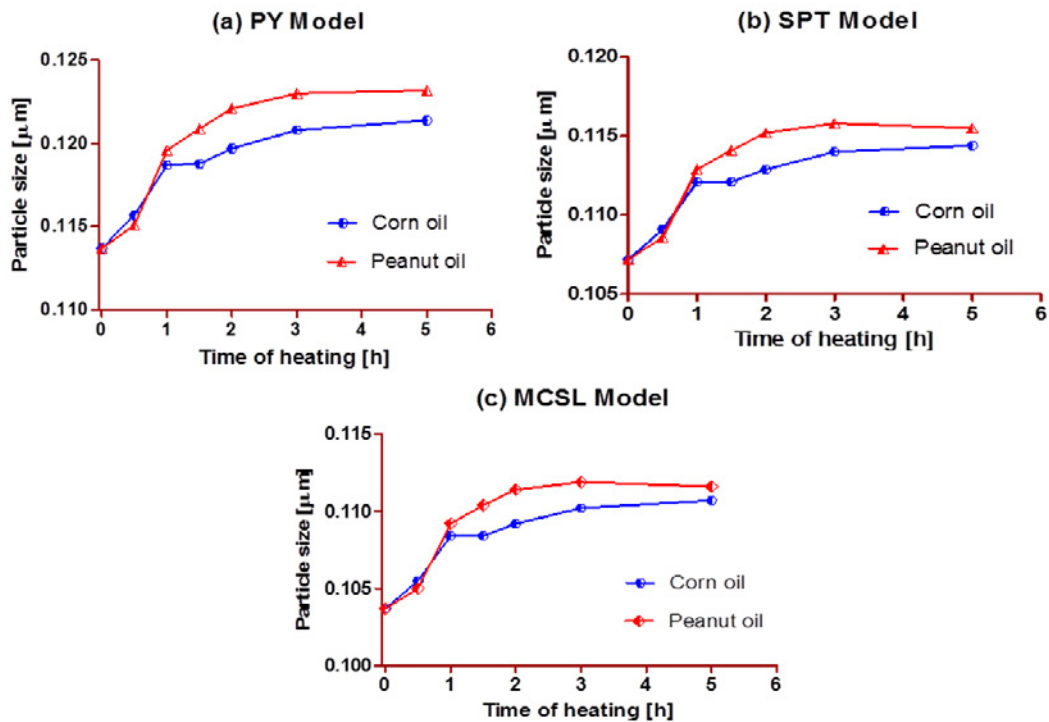 (a) PY Model
0.125
0.120
0.115
0.110
Particle size [μm]
Corn oil
Peanut oil
0 1 2 3 4 5 6
Time of heating [h]
(b) SPT Model
0.120
0.115
0.110
0.105
Particle size [μm]
Corn oil
Peanut oil
0 1 2 3 4 5 6
Time of heating [h]
(c) MCSL Model
0.115
0.110
0.105
0.100
Particle size [μm]
Corn oil
Peanut oil
0 1 2 3 4 5 6
Time of heating [h]